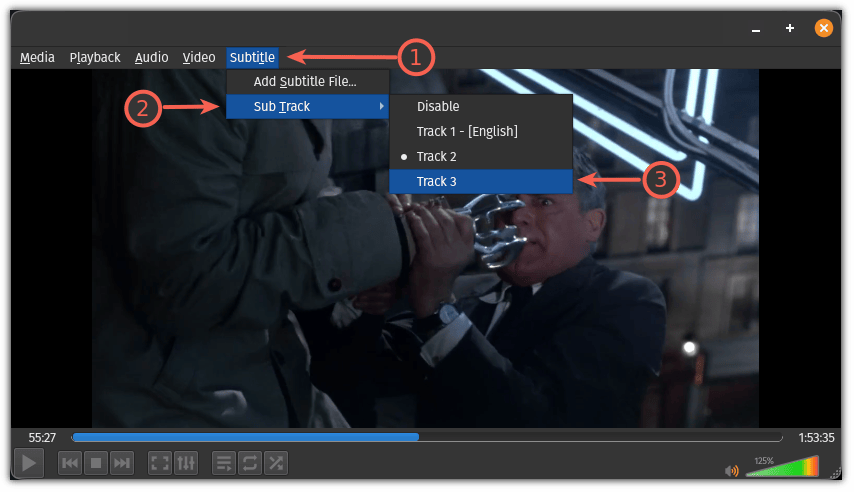 Media Playback Audio Video Subtitle
1
Add Subtitle File...
2
Sub Track
Disable
Track 1 - [English]
Track 2
Track 3
3
55:27
1:53:35
125%